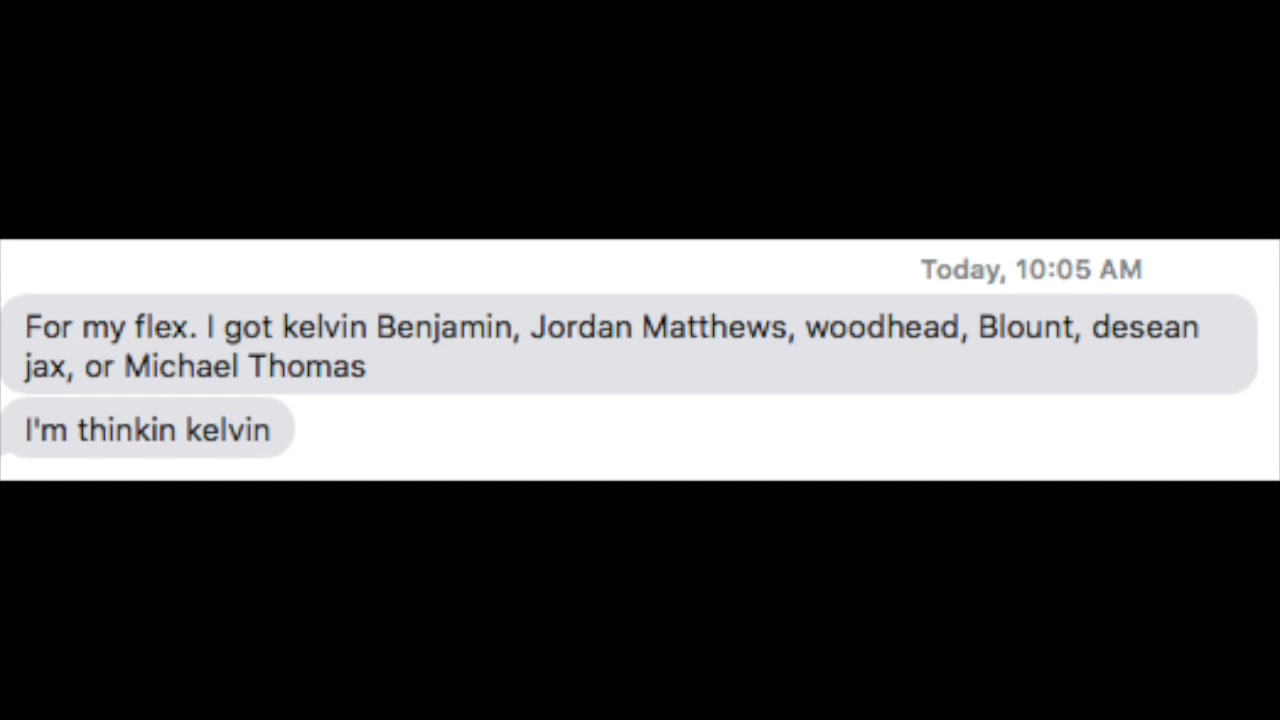 Today, 10:05 AM
For my flex. I got kelvin Benjamin, Jordan Matthews, woodhead, Blount, desean
jax, or Michael Thomas
I'm thinkin kelvin